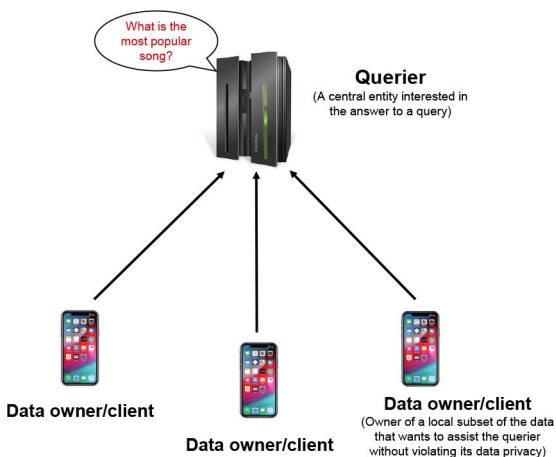 What is the
most popular
song?
Querier
(A central entity interested in
the answer to a query)
Data owner/client
Data owner/client
Data owner/client
(Owner of a local subset of the data
that wants to assist the querier
without violating its data privacy)